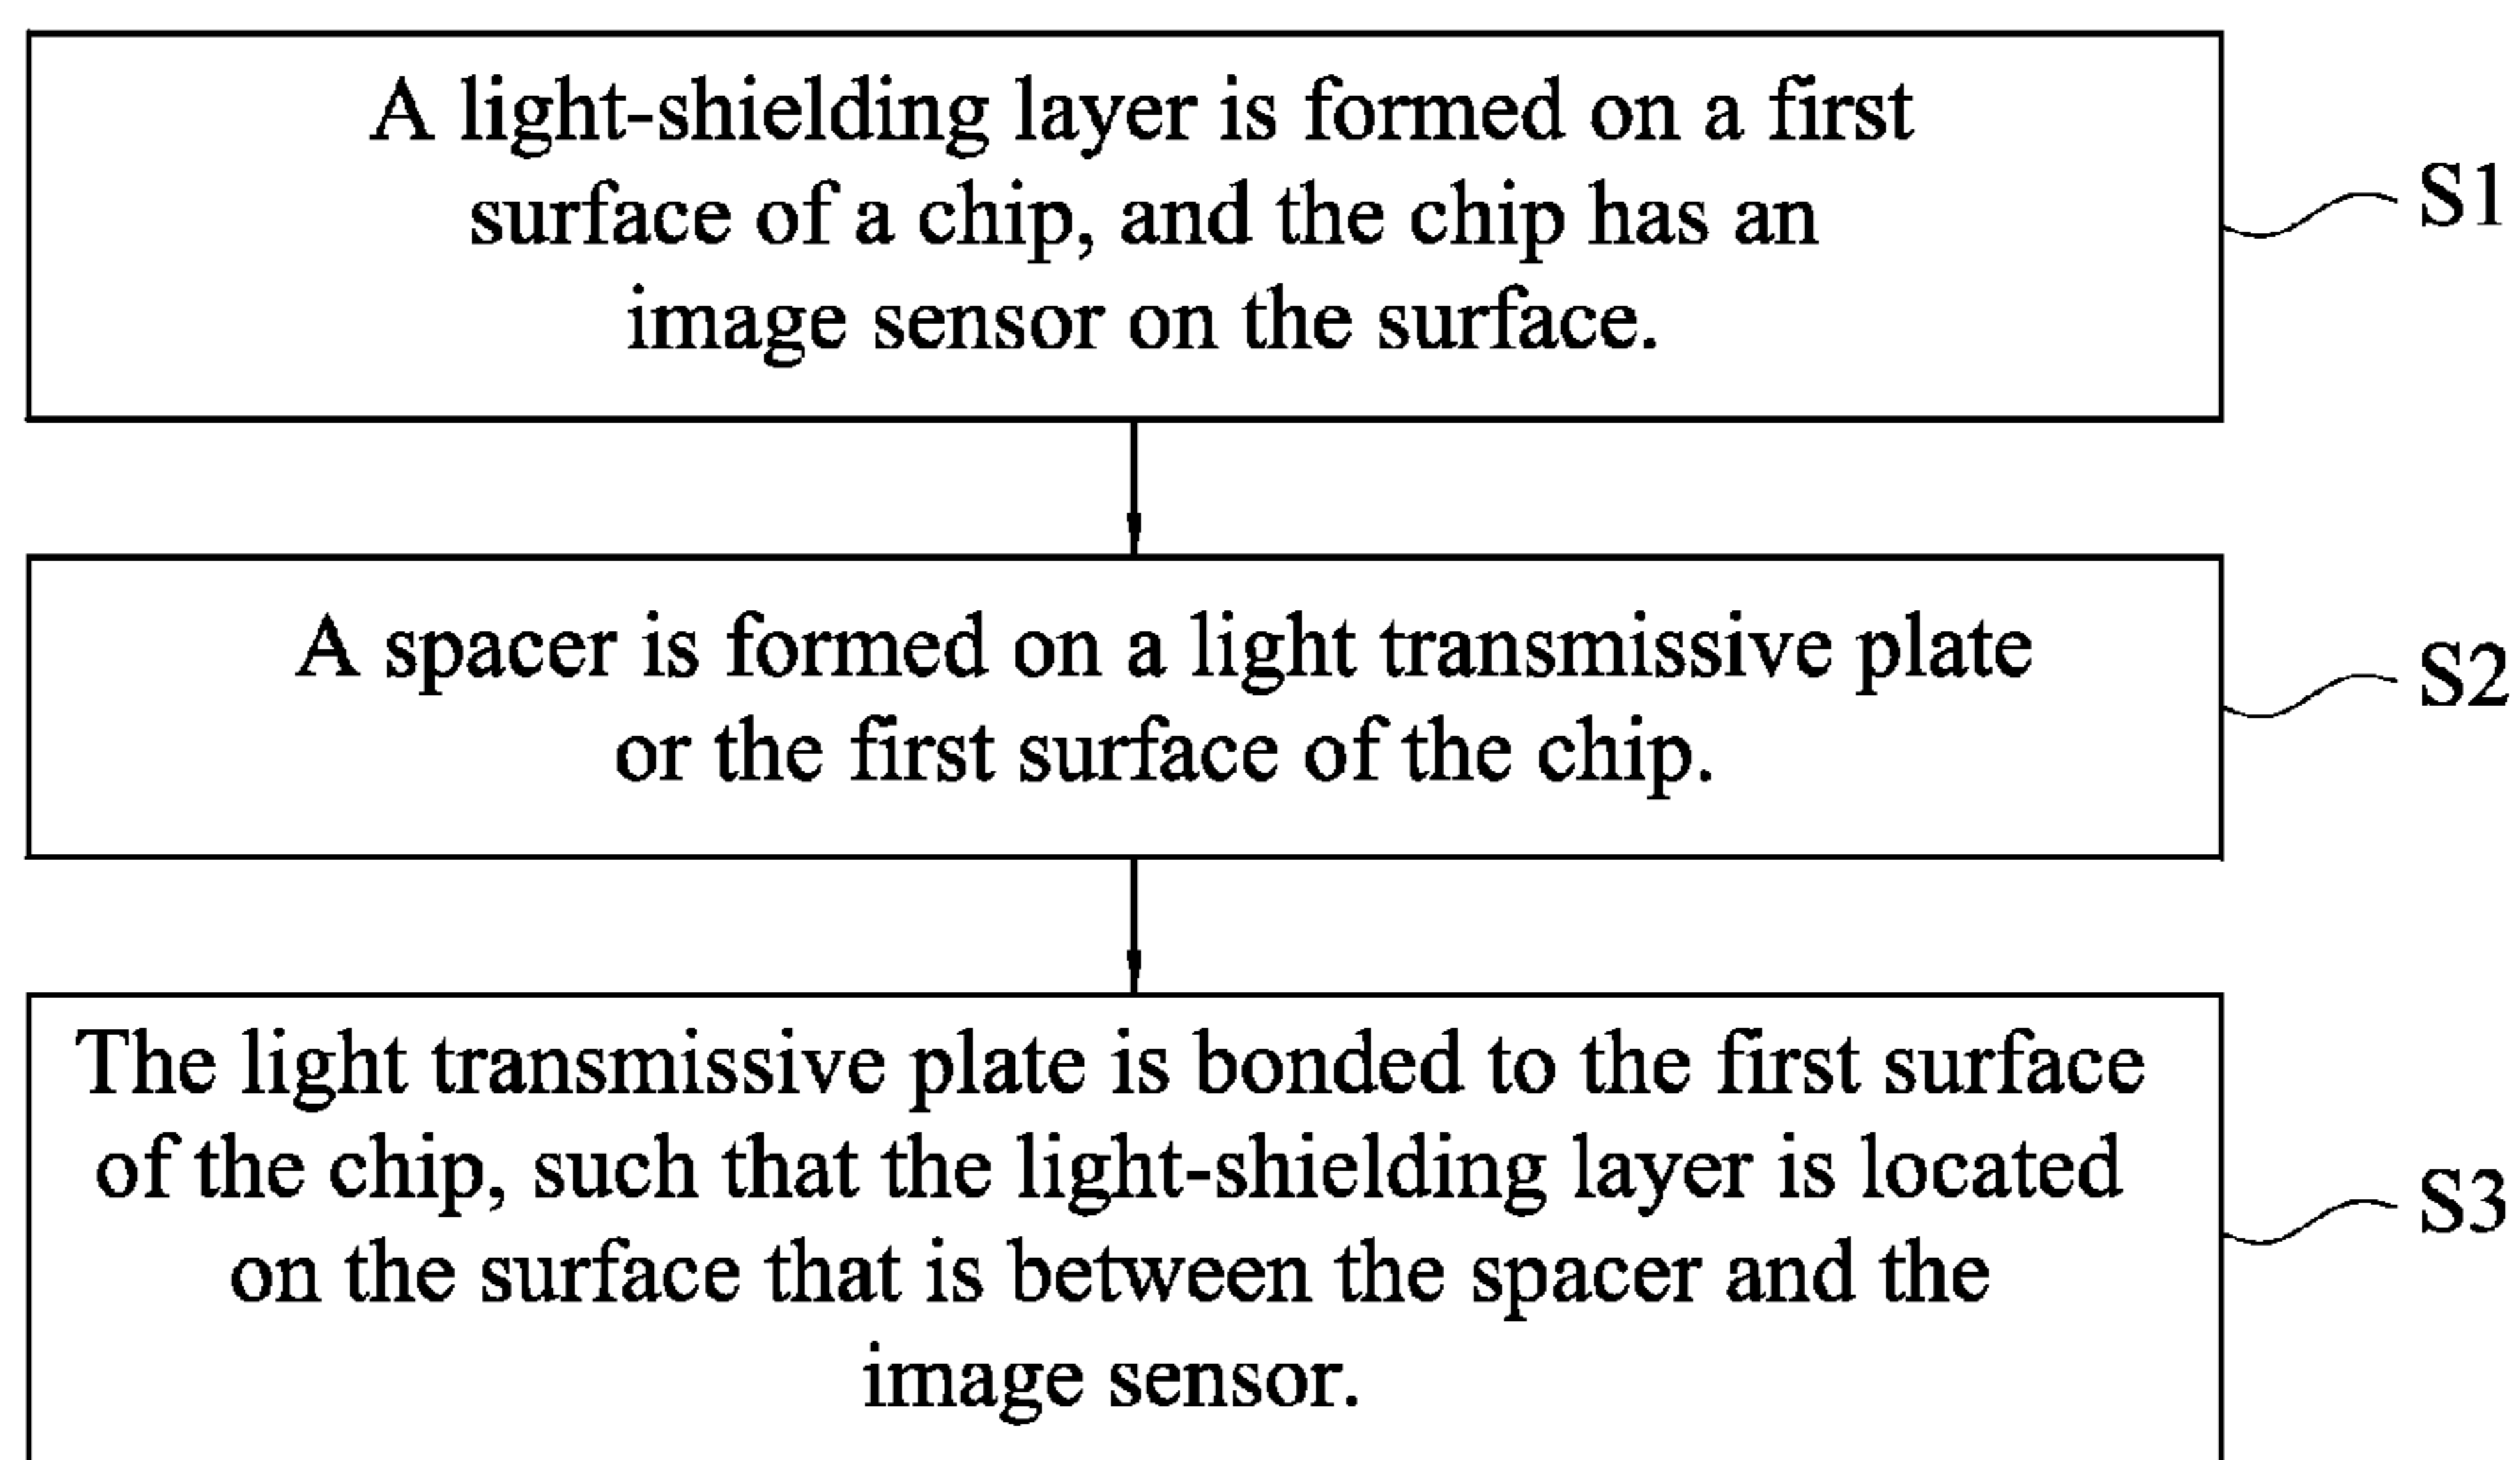 A light-shielding layer is formed on a first
surface of a chip, and the chip has an
image sensor on the surface.
S1
A spacer is formed on a light transmissive plate
or the first surface of the chip.
S2
The light transmissive plate is bonded to the first surface
of the chip, such that the light-shielding layer is located
on the surface that is between the spacer and the
image sensor.
S3